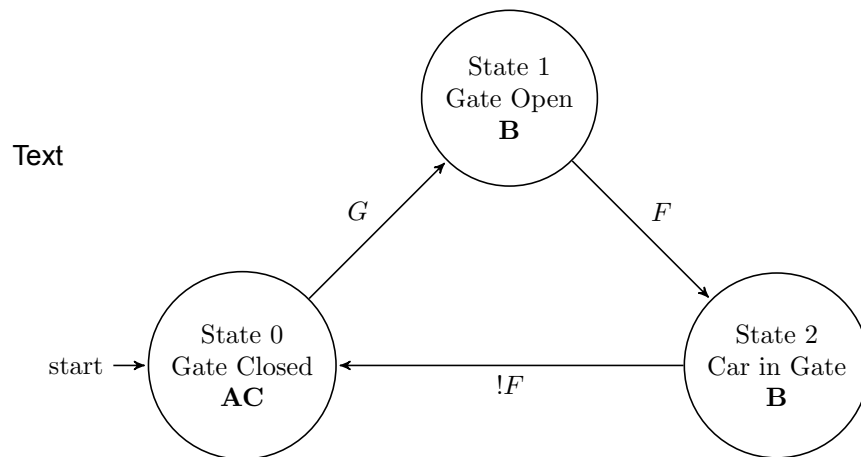 State 1
Gate Open
B
Text
G
F
start
State 0
Gate Closed
AC
!F
State 2
Car in Gate
B